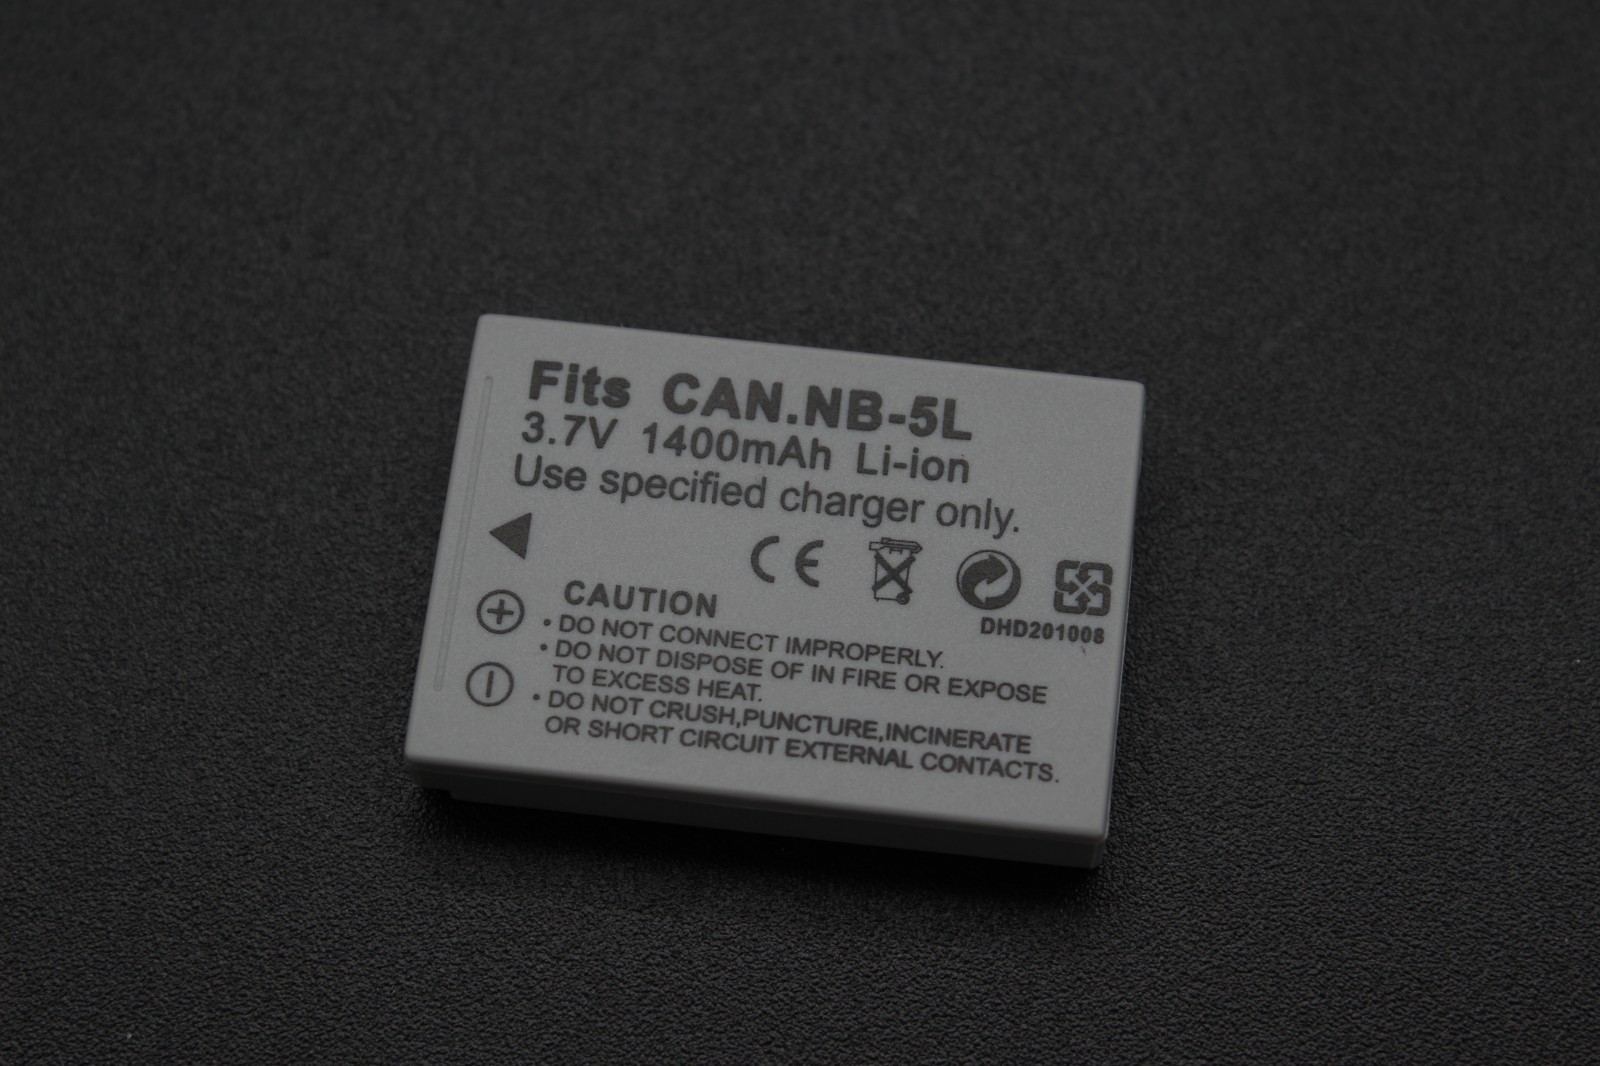 Fits CAN.NB-5L
3.7V 1400mAh Li-ion
Use specified charger only.
CE
DHD201008
CAUTION
• DO NOT CONNECT IMPROPERLY.
• DO NOT DISPOSE OF IN FIRE OR EXPOSE
TO EXCESS HEAT.
• DO NOT CRUSH,PUNCTURE,INCINERATE
OR SHORT CIRCUIT EXTERNAL CONTACTS.